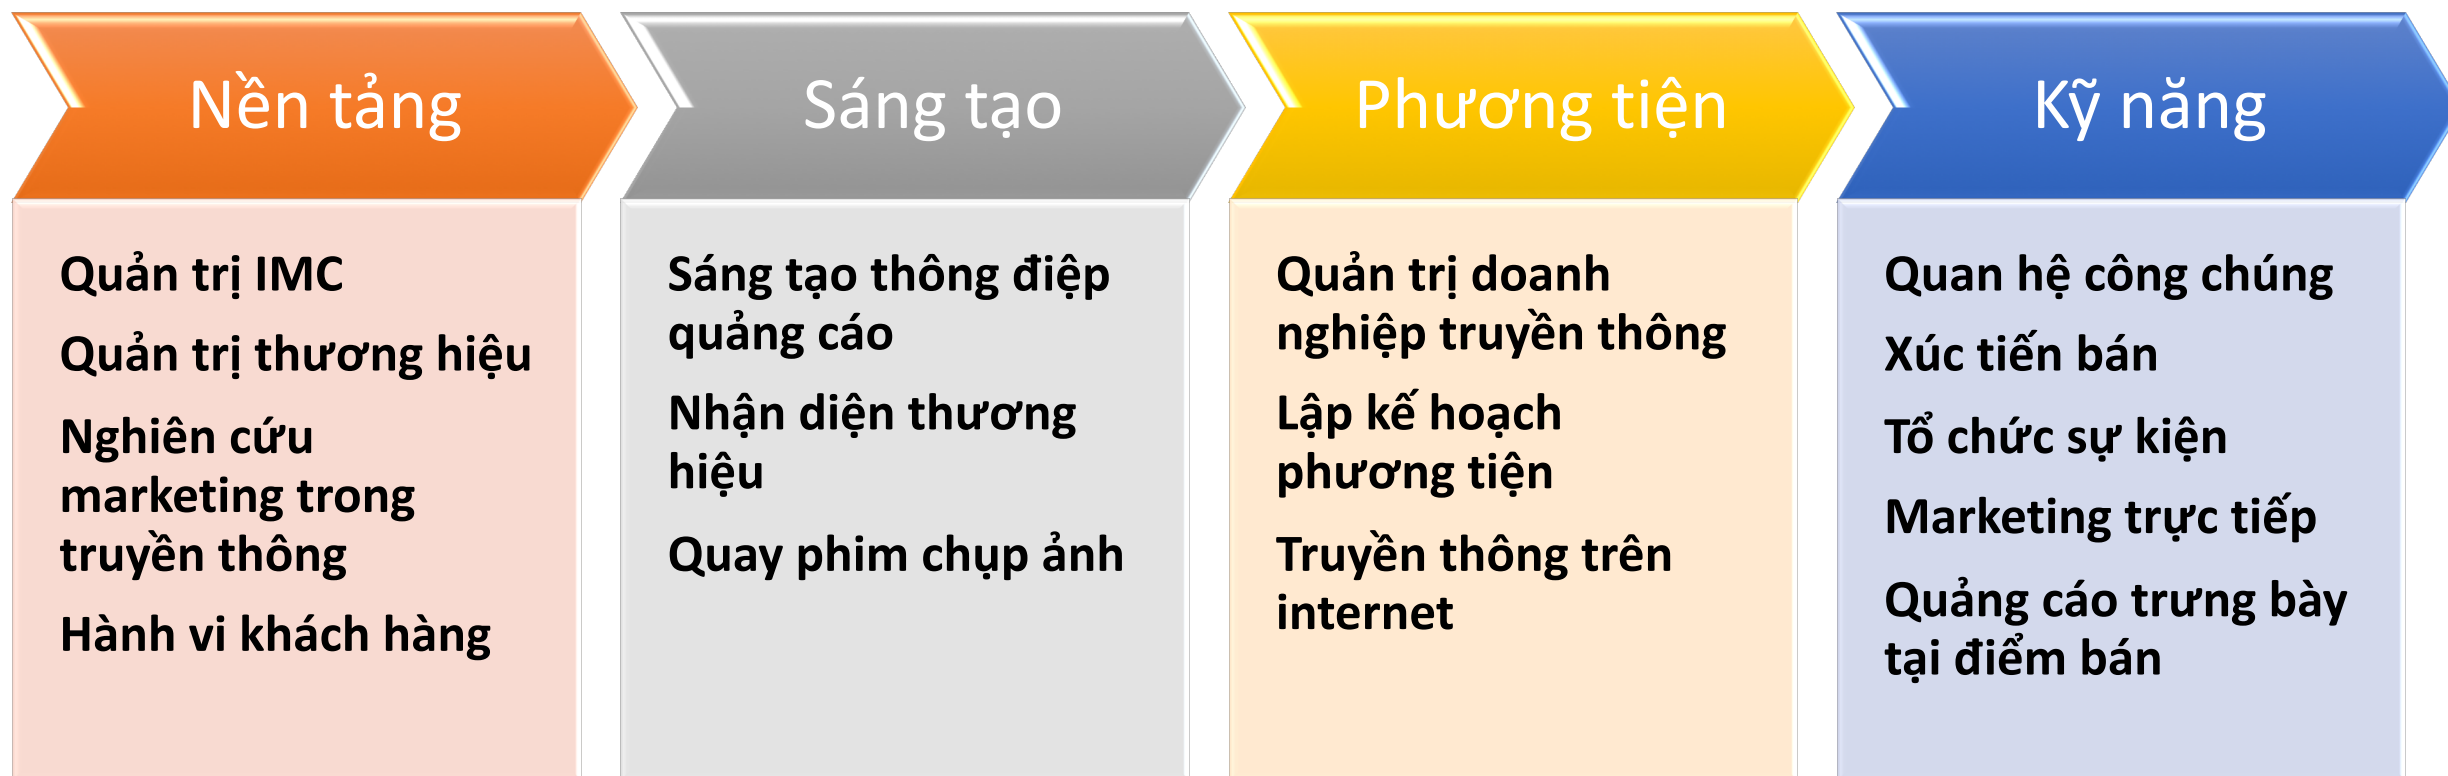 Nền tảng
Quản trị IMC
Quản trị thương hiệu
Nghiên cứu
marketing trong
truyền thông
Hành vi khách hàng
Sáng tạo
Sáng tạo thông điệp
quảng cáo
Nhận diện thương
hiệu
Quay phim chụp ảnh
Phương tiện
Quản trị doanh
nghiệp truyền thông
Lập kế hoạch
phương tiện
Truyền thông trên
internet
Kỹ năng
Quan hệ công chúng
Xúc tiến bán
Tổ chức sự kiện
Marketing trực tiếp
Quảng cáo trưng bày
tại điểm bán